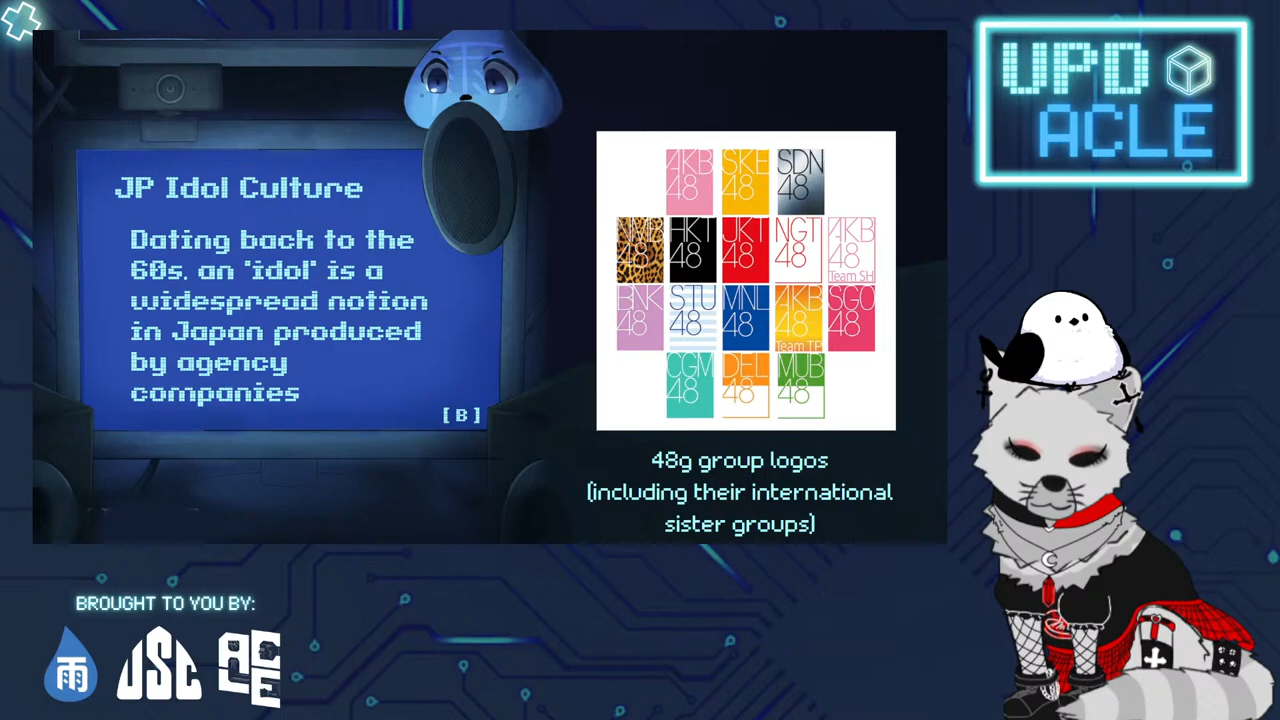 UPD
ACLE
JP Idol Culture
Dating back to the
60s, an "idol" is a
widespread notion
in Japan produced
by agency
companies
[ B ]
AKB
48
SKE
48
SDN
48
NMB
48
HKT
48
JKT
48
NGT
48
AKB
48
Team SH
BNK
48
STU
48
MNL
48
AKB
48
Team TP
SGO
48
CGM
48
DEL
48
MUB
48
48g group logos
(including their international
sister groups)
BROUGHT TO YOU BY:
雨
JSC
ACLE